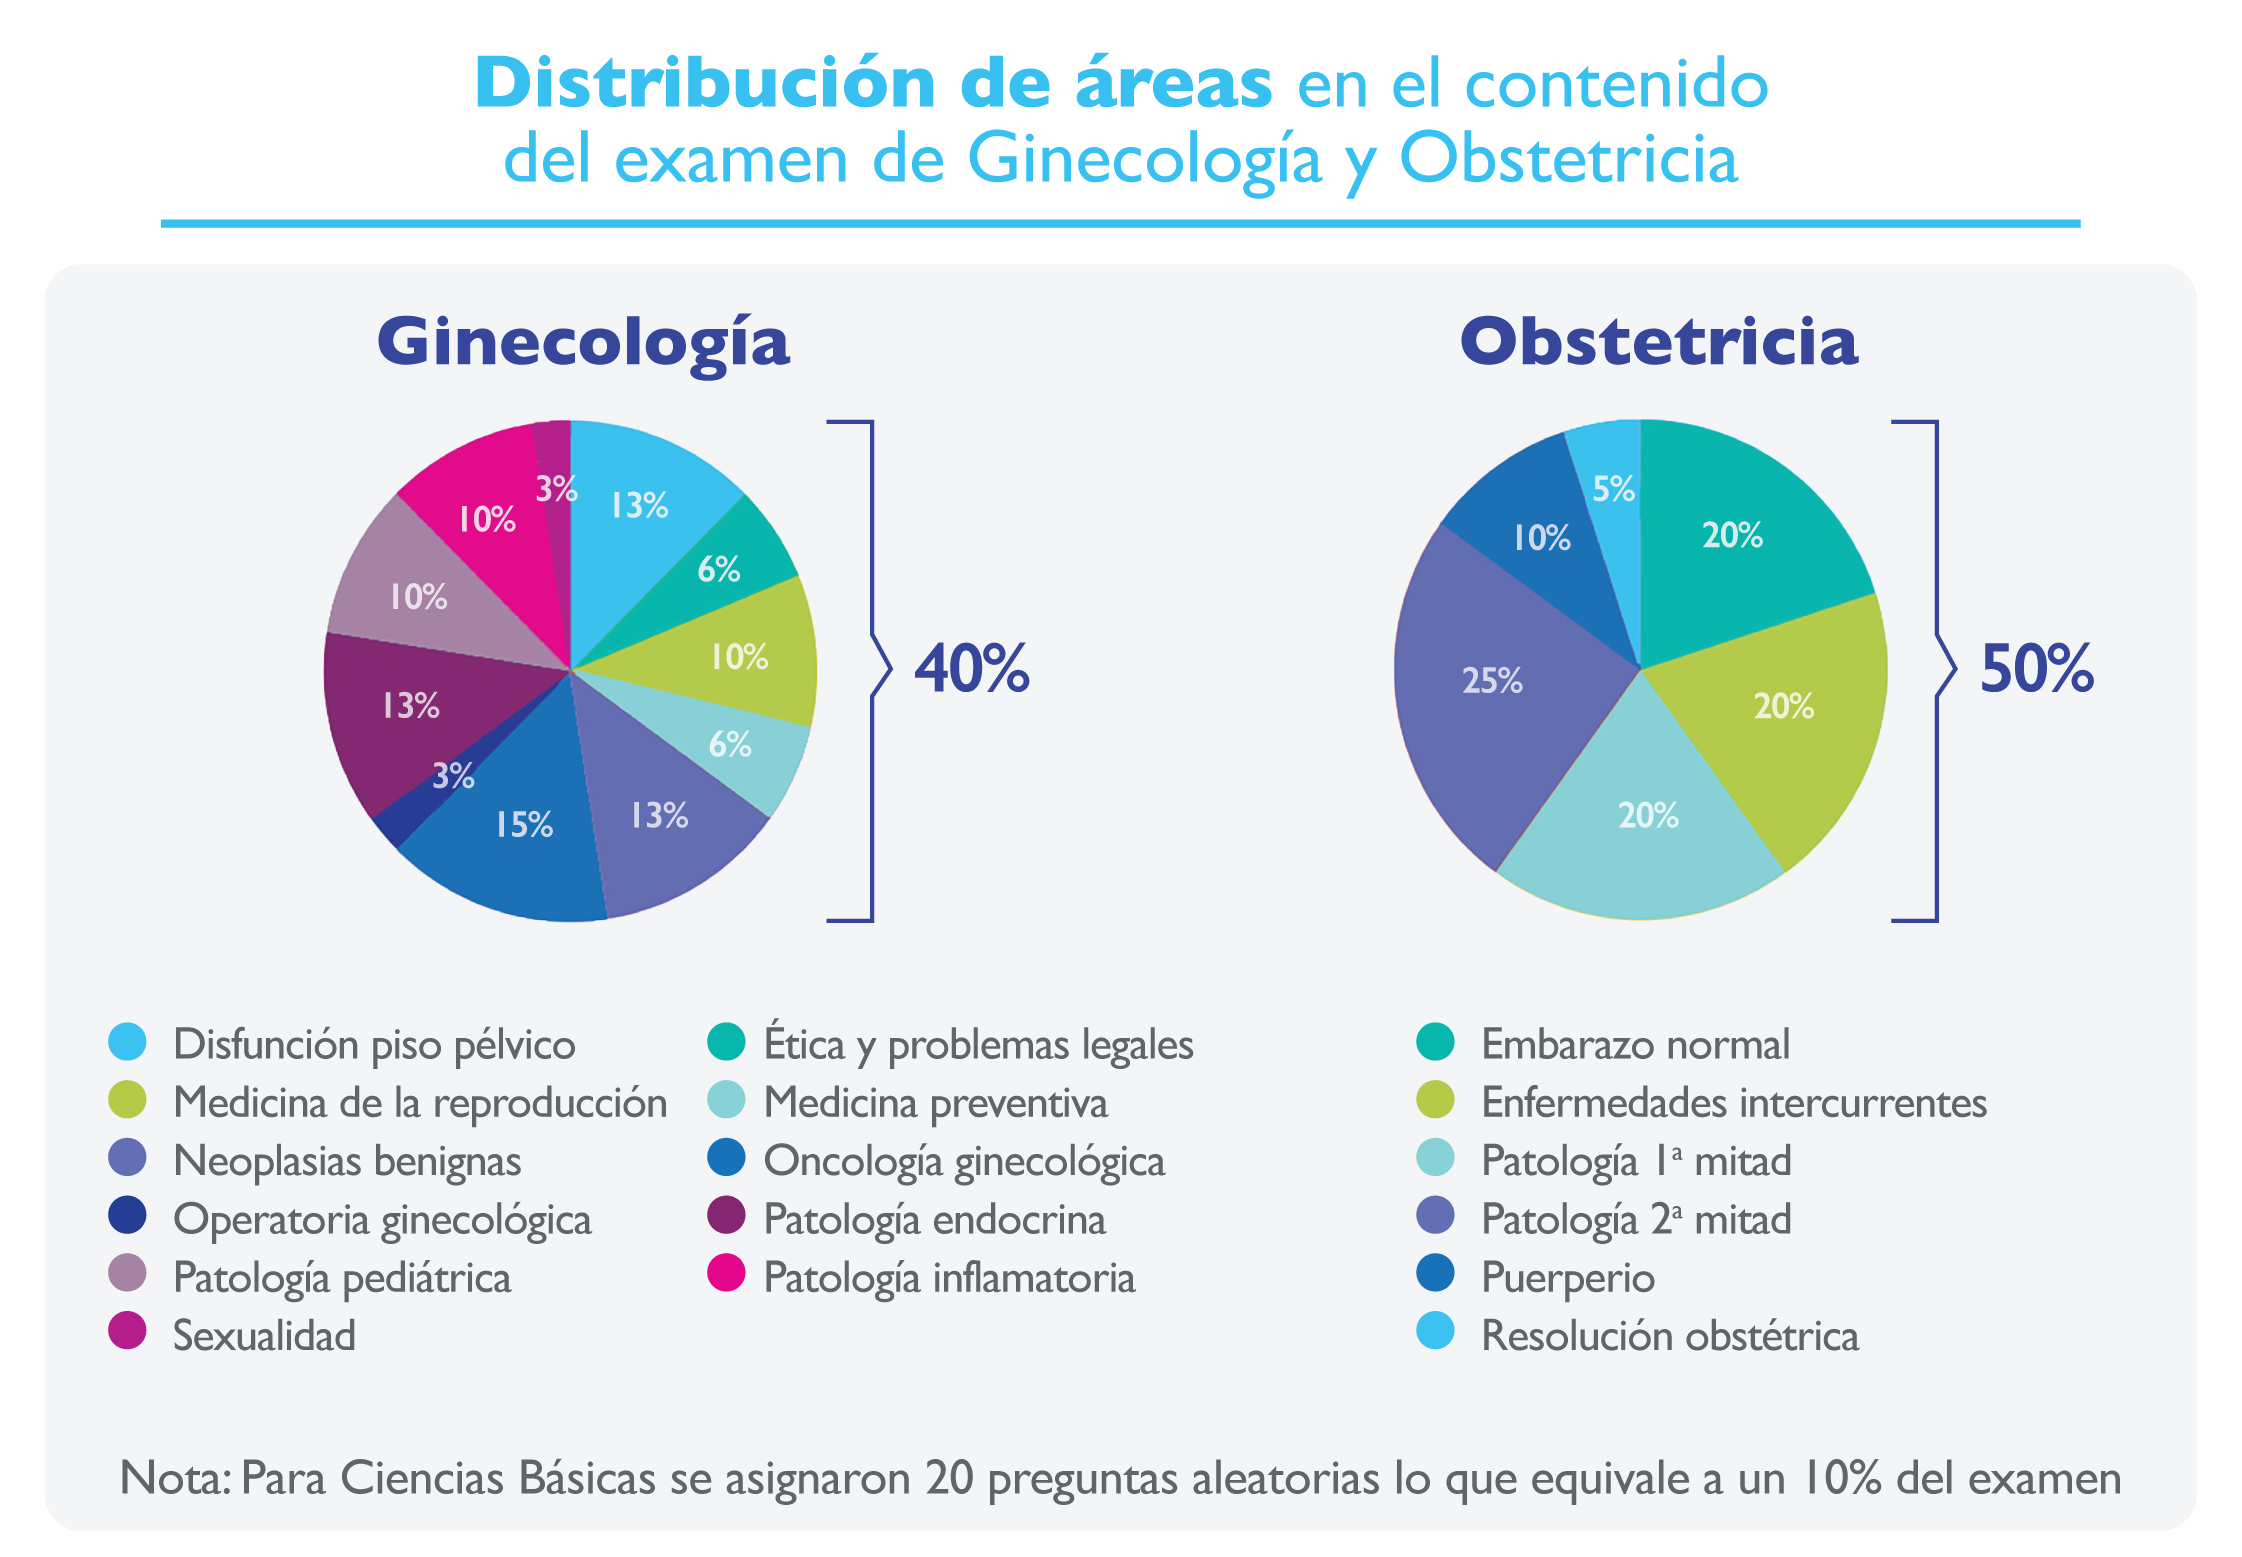 Distribución de áreas en el contenido
del examen de Ginecología y Obstetricia
Ginecología
3%
13%
10%
6%
10%
10%
13%
6%
3%
15%
13%
40%
Disfunción piso pélvico
Ética y problemas legales
Medicina de la reproducción
Medicina preventiva
Neoplasias benignas
Oncología ginecológica
Operatoria ginecológica
Patología endocrina
Patología pediátrica
Patología inflamatoria
Sexualidad
Obstetricia
5%
20%
10%
25%
20%
20%
50%
Embarazo normal
Enfermedades intercurrentes
Patología 1ª mitad
Patología 2ª mitad
Puerperio
Resolución obstétrica
Nota: Para Ciencias Básicas se asignaron 20 preguntas aleatorias lo que equivale a un 10% del examen